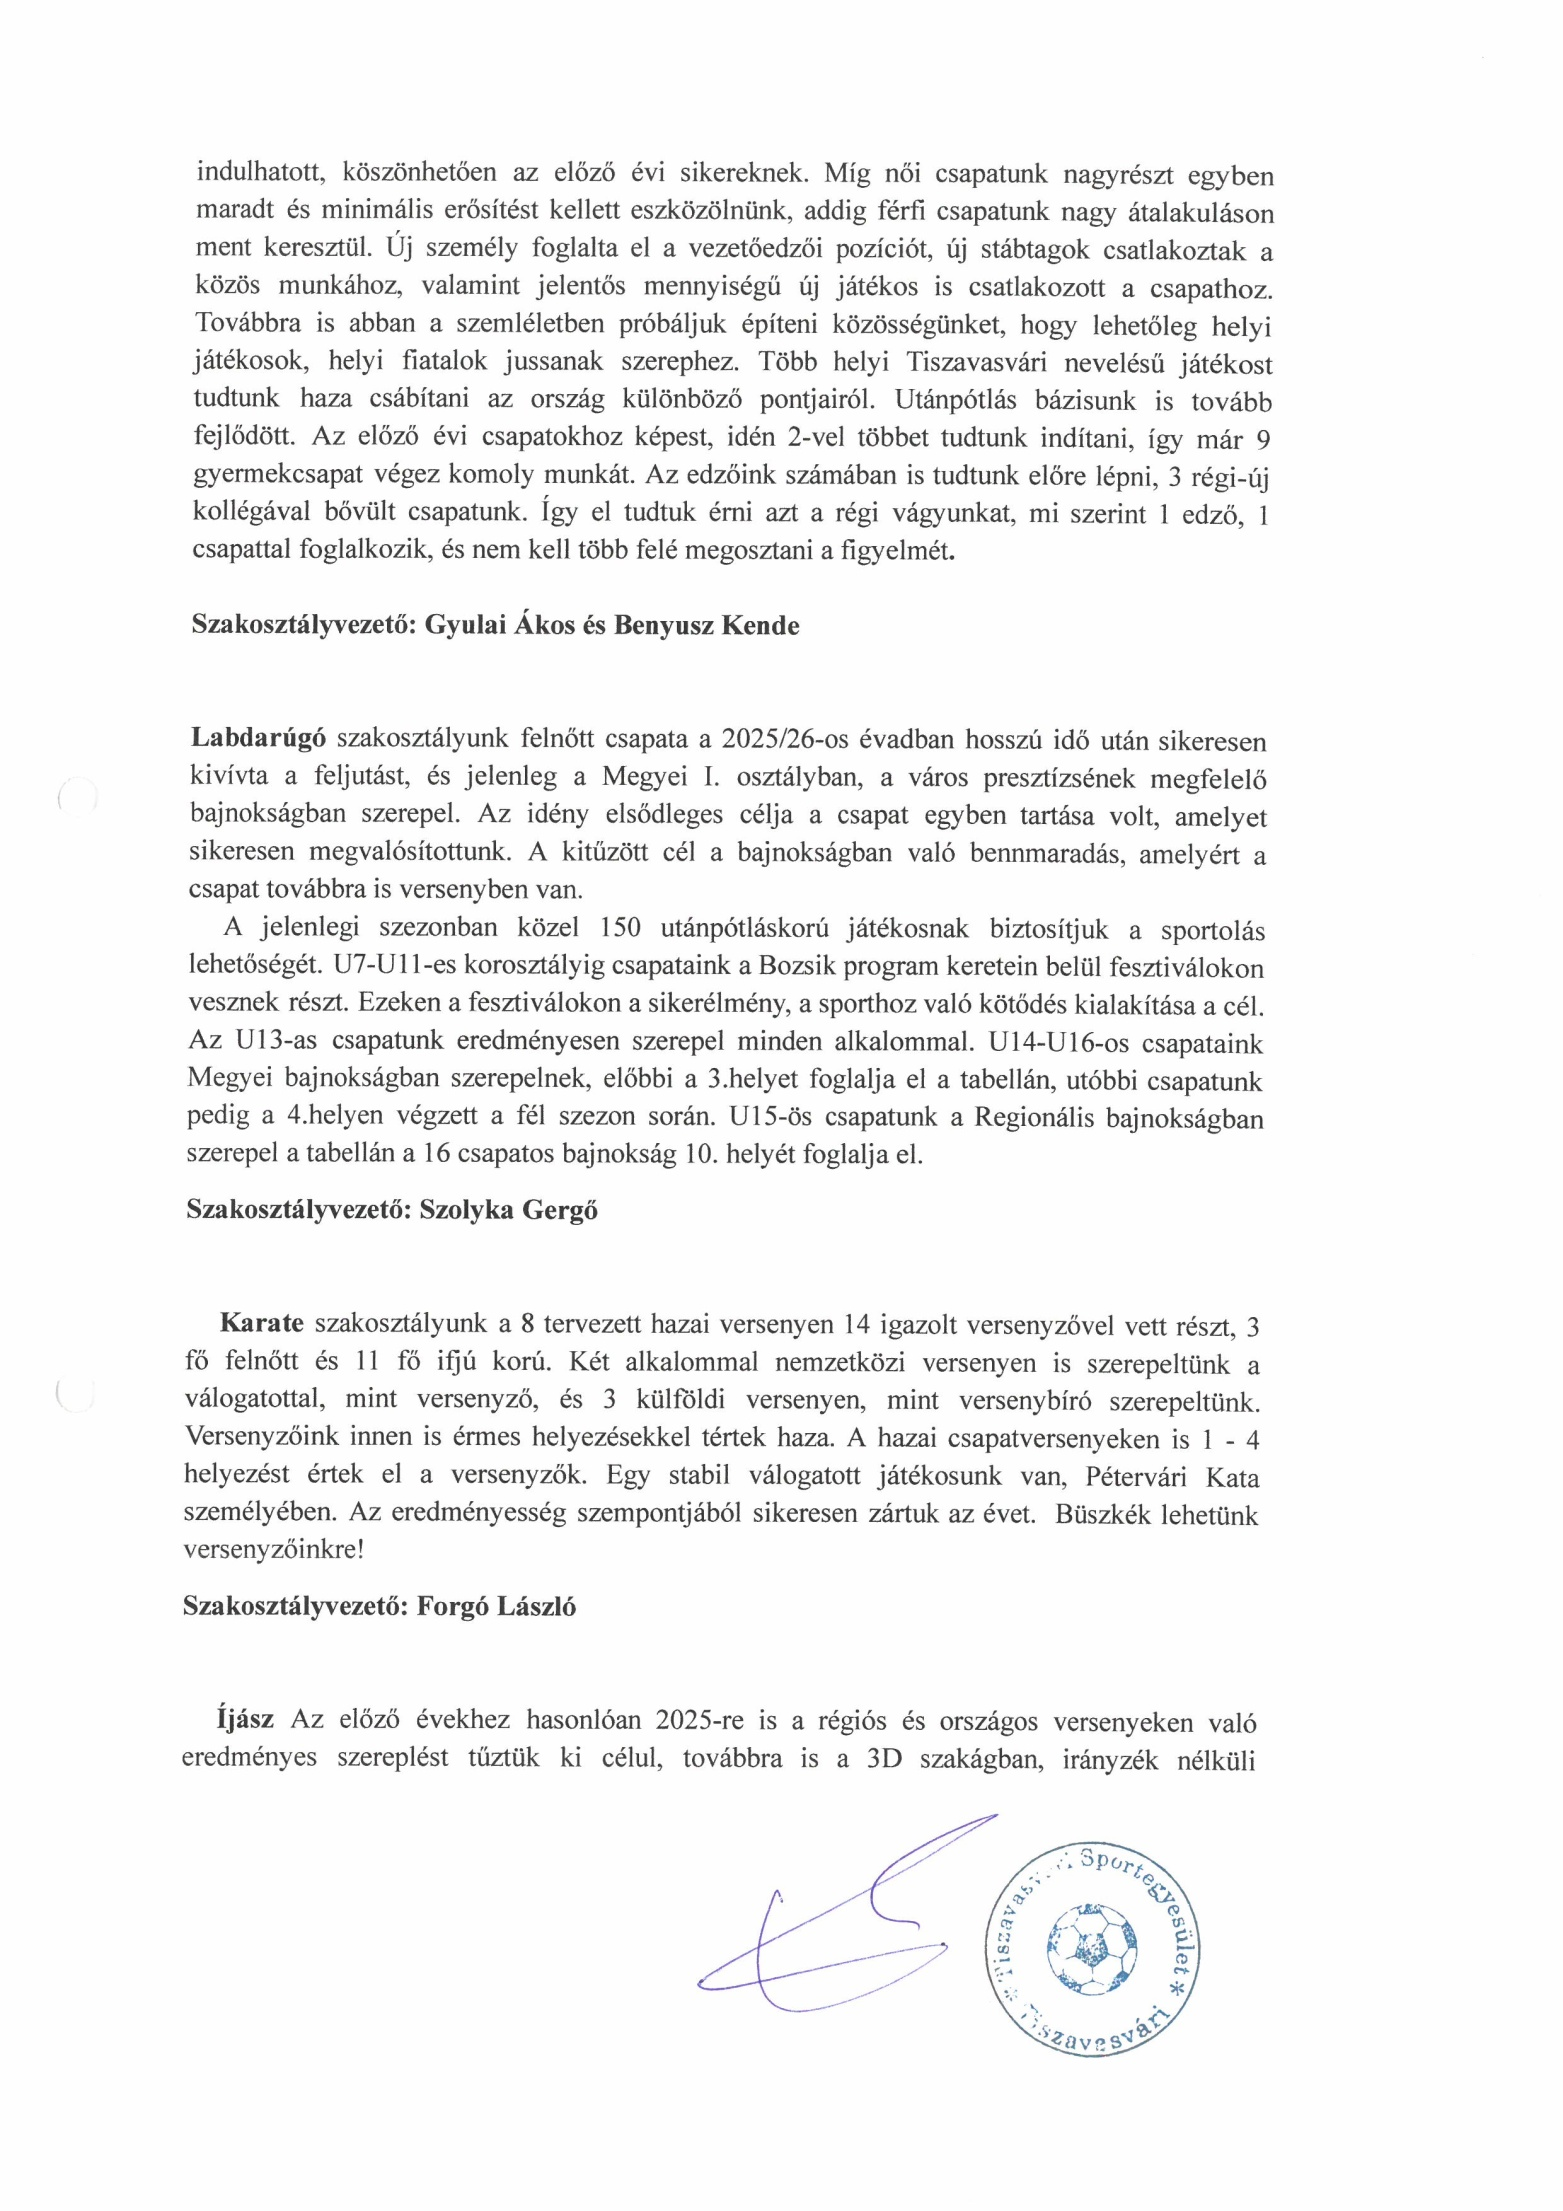 indulhatott, köszönhetően az előző évi sikereknek. Míg női csapatunk nagyrészt egyben
maradt és minimális erősítést kellett eszközölnünk, addig férfi csapatunk nagy átalakuláson
ment keresztül. Új személy foglalta el a vezetőedzői pozíciót, új stábtagok csatlakoztak a
közös munkához, valamint jelentős mennyiségű új játékos is csatlakozott a csapathoz.
Továbbra is abban a szemléletben próbáljuk építeni közösségünket, hogy lehetőleg helyi
játékosok, helyi fiatalok jussanak szerephez. Több helyi Tiszavasvári nevelésű játékost
tudtunk haza csábítani az ország különböző pontjairól. Utánpótlás bázisunk is tovább
fejlődött. Az előző évi csapatokhoz képest, idén 2-vel többet tudtunk indítani, így már 9
gyermekcsapat végez komoly munkát. Az edzőink számában is tudtunk előre lépni, 3 régi-új
kollégával bővült csapatunk. Így el tudtuk érni azt a régi vágyunkat, mi szerint 1 edző, 1
csapattal foglalkozik, és nem kell több felé megosztani a figyelmét.
Szakosztályvezető: Gyulai Ákos és Benyusz Kende
Labdarúgó szakosztályunk felnőtt csapata a 2025/26-os évadban hosszú idő után sikeresen
kivívta a feljutást, és jelenleg a Megyei I. osztályban, a város presztízsének megfelelő
bajnokságban szerepel. Az idény elsődleges célja a csapat egyben tartása volt, amelyet
sikeresen megvalósítottunk. A kitűzött cél a bajnokságban való bennmaradás, amelyért a
csapat továbbra is versenyben van.
A jelenlegi szezonban közel 150 utánpótláskorú játékosnak biztosítjuk a sportolás
lehetőségét. U7-U11-es korosztályig csapataink a Bozsik program keretein belül fesztiválokon
vesznek részt. Ezeken a fesztiválokon a sikerélmény, a sporthoz való kötődés kialakítása a cél.
Az U13-as csapatunk eredményesen szerepel minden alkalommal. U14-U16-os csapataink
Megyei bajnokságban szerepelnek, előbbi a 3.helyet foglalja el a tabellán, utóbbi csapatunk
pedig a 4.helyen végzett a fél szezon során. U15-ös csapatunk a Regionális bajnokságban
szerepel a tabellán a 16 csapatos bajnokság 10. helyét foglalja el.
Szakosztályvezető: Szolyka Gergő
Karate szakosztályunk a 8 tervezett hazai versenyen 14 igazolt versenyzővel vett részt, 3
fő felnőtt és 11 fő ifjú korú. Két alkalommal nemzetközi versenyen is szerepeltünk a
válogatottal, mint versenyző, és 3 külföldi versenyen, mint versenybíró szerepeltünk.
Versenyzőink innen is érmes helyezésekkel tértek haza. A hazai csapatversenyeken is 1 - 4
helyezést értek el a versenyzők. Egy stabil válogatott játékosunk van, Pétervári Kata
személyében. Az eredményesség szempontjából sikeresen zártuk az évet. Büszkék lehetünk
versenyzőinkre!
Szakosztályvezető: Forgó László
Íjász Az előző évekhez hasonlóan 2025-re is a régiós és országos versenyeken való
eredményes szereplést tűztük ki célul, továbbra is a 3D szakágban, irányzék nélküli
* Tiszavasvári Sportegyesület *
Tiszavasvári